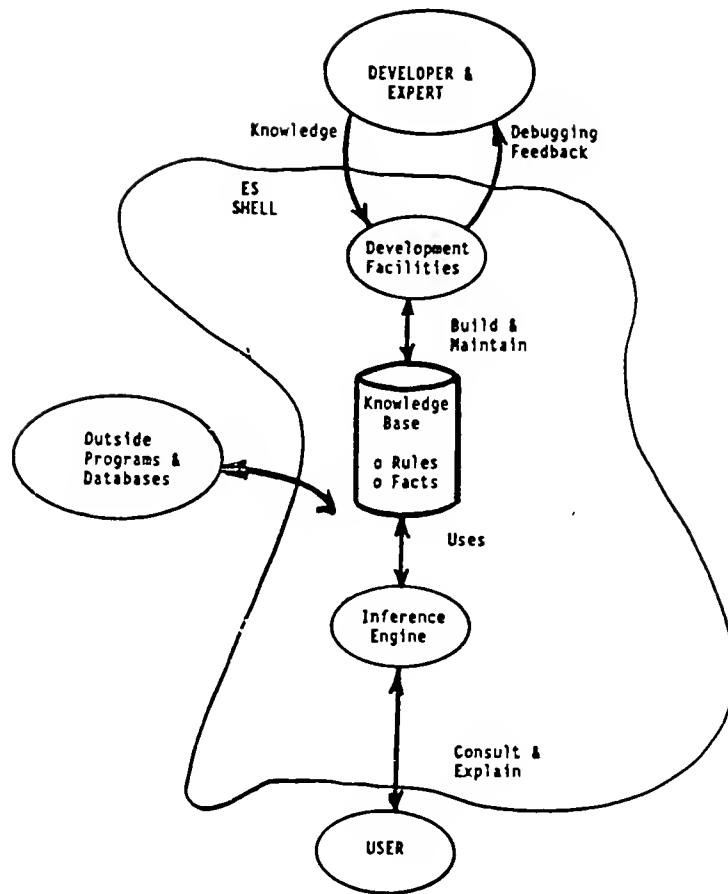 DEVELOPER &
EXPERT
Knowledge
Debugging
Feedback
ES
SHELL
Development
Facilities
Build &
Maintain
Knowledge
Base
o Rules
o Facts
Outside
Programs &
Databases
Uses
Inference
Engine
Consult &
Explain
USER